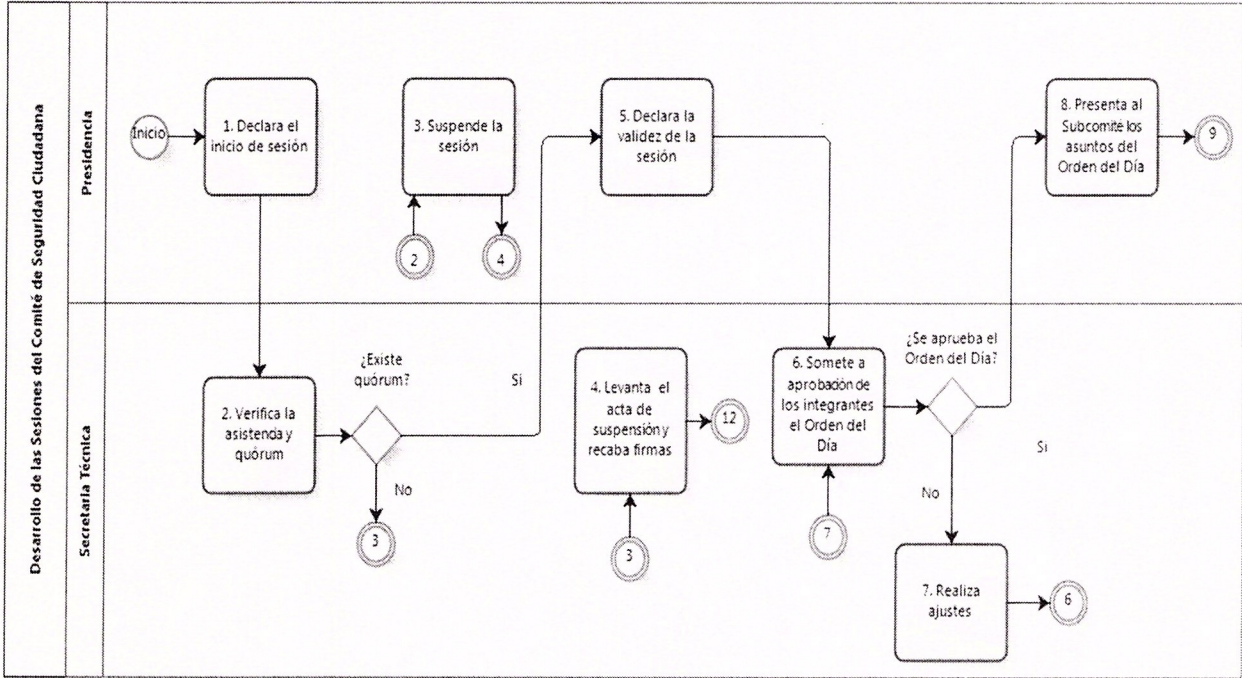 Desarrollo de las Sesiones del Comité de Seguridad Ciudadana
Presidencia
Inicio
1. Declara el
inicio de sesión
3. Suspende la
sesión
2
4
5. Declara la
validez de la
sesión
8. Presenta al
Subcomité los
asuntos del
Orden del Día
9
Secretaría Técnica
2. Verifica la
asistencia y
quórum
¿Existe
quórum?
Si
No
3
4. Levanta el
acta de
suspensión y
recaba firmas
12
3
6. Somete a
aprobación de
los integrantes
el Orden del
Día
7
¿Se aprueba el
Orden del Día?
Si
No
7. Realiza
ajustes
6